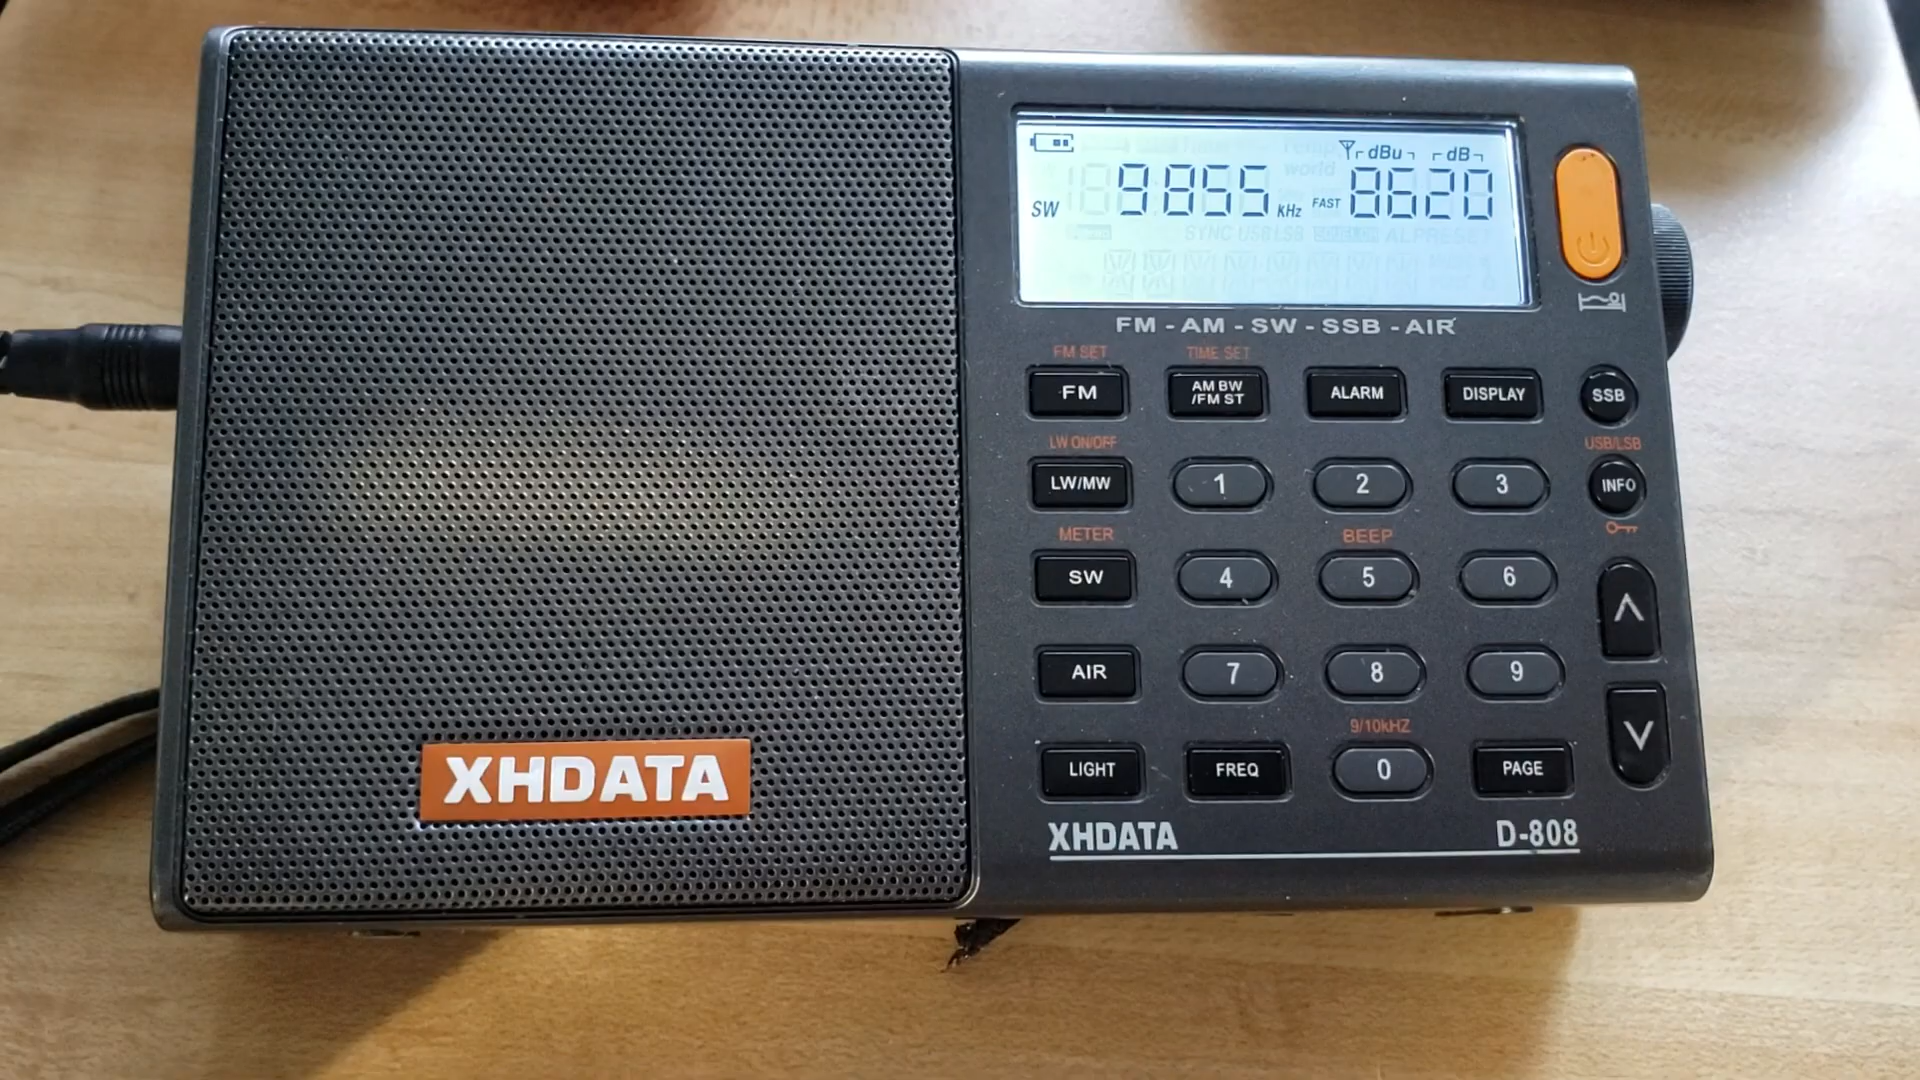 dBu dB
SW 9855 kHz FAST 8620
FM - AM - SW - SSB - AIR
FM SET TIME SET
FM AM BW /FM ST ALARM DISPLAY SSB
LW ON/OFF USB/LSB
LW/MW 1 2 3 INFO
METER BEEP
SW 4 5 6
AIR 7 8 9
9/10kHZ
LIGHT FREQ 0 PAGE
XHDATA
XHDATA D-808